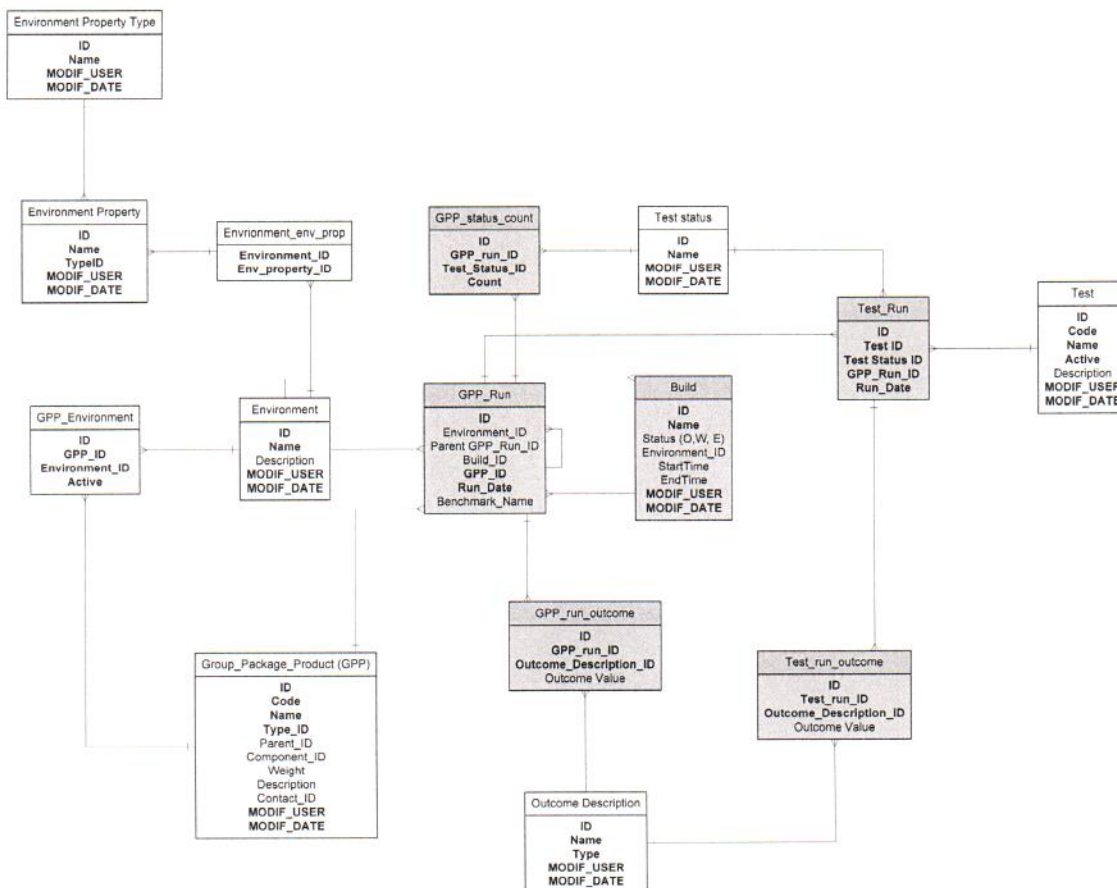 Environment Property Type
ID
Name
MODIF_USER
MODIF_DATE
Environment Property
ID
Name
TypeID
MODIF_USER
MODIF_DATE
Envrionment_env_prop
Environment_ID
Env_property_ID
GPP_status_count
ID
GPP_run_ID
Test_Status_ID
Count
Test status
ID
Name
MODIF_USER
MODIF_DATE
Test_Run
ID
Test ID
Test Status ID
GPP_Run_ID
Run_Date
Test
ID
Code
Name
Active
Description
MODIF_USER
MODIF_DATE
GPP_Environment
ID
GPP_ID
Environment_ID
Active
Environment
ID
Name
Description
MODIF_USER
MODIF_DATE
GPP_Run
ID
Environment_ID
Parent GPP_Run_ID
Build_ID
GPP_ID
Run_Date
Benchmark_Name
Build
ID
Name
Status (O,W, E)
Environment_ID
StartTime
EndTime
MODIF_USER
MODIF_DATE
Group_Package_Product (GPP)
ID
Code
Name
Type_ID
Parent_ID
Component_ID
Weight
Description
Contact_ID
MODIF_USER
MODIF_DATE
GPP_run_outcome
ID
GPP_run_ID
Outcome_Description_ID
Outcome Value
Test_run_outcome
ID
Test_run_ID
Outcome_Description_ID
Outcome Value
Outcome Description
ID
Name
Type
MODIF_USER
MODIF_DATE